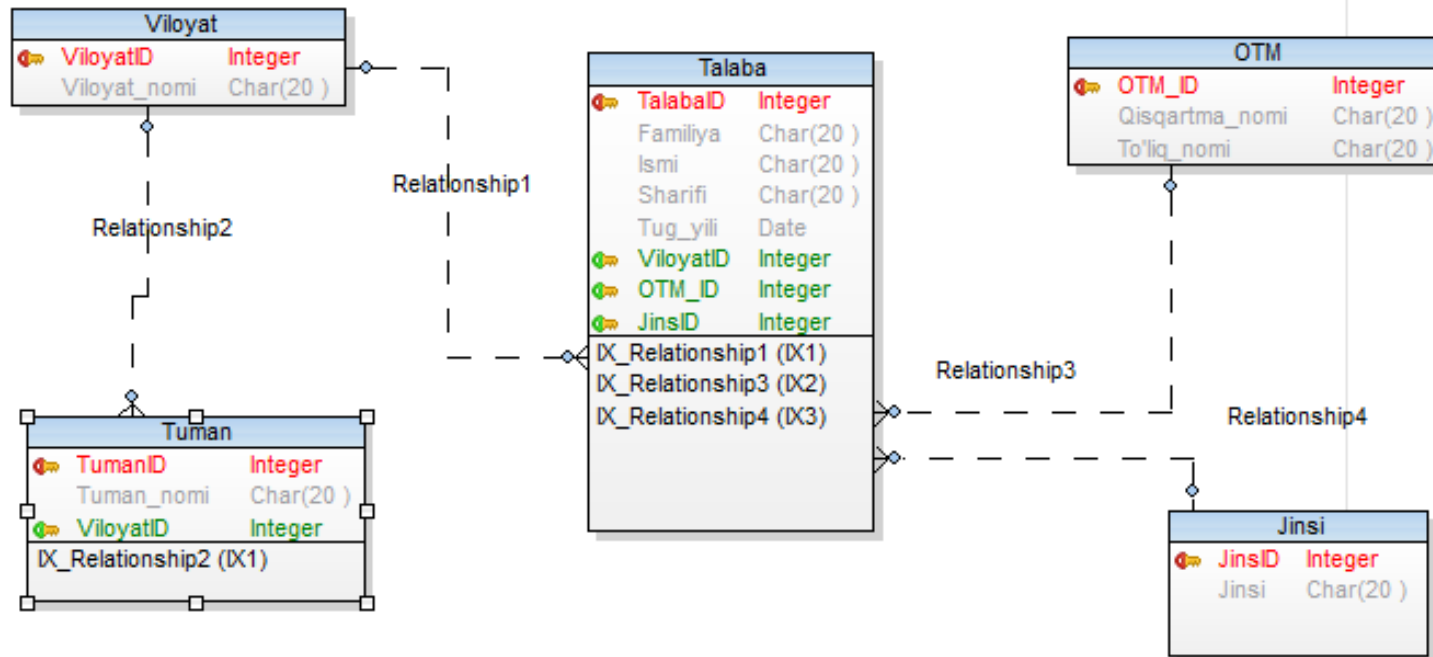 Viloyat
ViloyatID Integer
Viloyat_nomi Char(20 )
Relationship1
Relationship2
Tuman
TumanID Integer
Tuman_nomi Char(20 )
ViloyatID Integer
IX_Relationship2 (IX1)
Talaba
TalabaID Integer
Familiya Char(20 )
Ismi Char(20 )
Sharifi Char(20 )
Tug_yili Date
ViloyatID Integer
OTM_ID Integer
JinsID Integer
IX_Relationship1 (IX1)
IX_Relationship3 (IX2)
IX_Relationship4 (IX3)
OTM
OTM_ID Integer
Qisqartma_nomi Char(20 )
To'liq_nomi Char(20 )
Relationship3
Relationship4
Jinsi
JinsID Integer
Jinsi Char(20 )